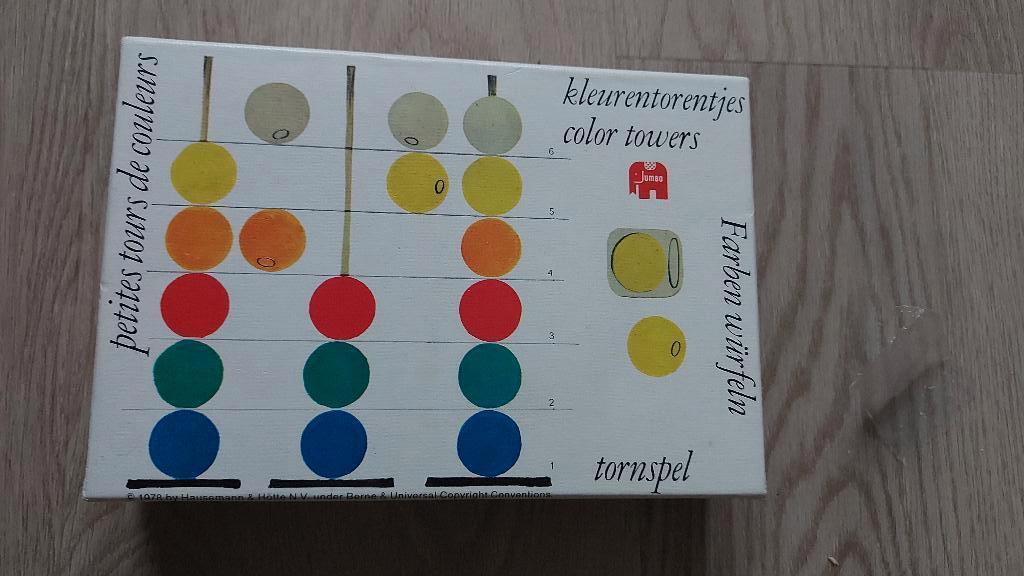 petites tours de couleurs
kleurentorentjes
color towers
JUMBO
6
5
4
3
2
1
Farben würfeln
tornspel
© 1978 by Hausemann & Hötte N.V. under Berne & Universal Copyright Conventions.